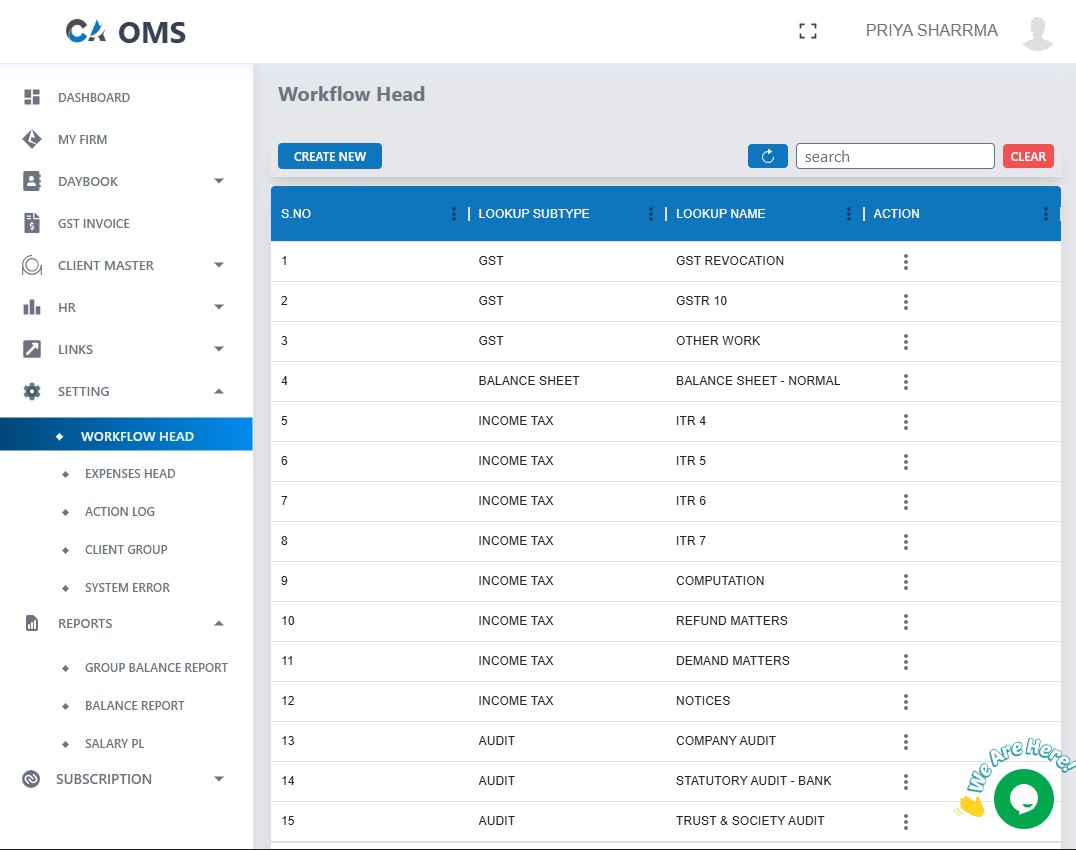 CA OMS
PRIYA SHARRMA
DASHBOARD
MY FIRM
DAYBOOK
GST INVOICE
CLIENT MASTER
HR
LINKS
SETTING
WORKFLOW HEAD
EXPENSES HEAD
ACTION LOG
CLIENT GROUP
SYSTEM ERROR
REPORTS
GROUP BALANCE REPORT
BALANCE REPORT
SALARY PL
SUBSCRIPTION
Workflow Head
CREATE NEW search CLEAR
S.NO LOOKUP SUBTYPE LOOKUP NAME ACTION
1 GST GST REVOCATION
2 GST GSTR 10
3 GST OTHER WORK
4 BALANCE SHEET BALANCE SHEET - NORMAL
5 INCOME TAX ITR 4
6 INCOME TAX ITR 5
7 INCOME TAX ITR 6
8 INCOME TAX ITR 7
9 INCOME TAX COMPUTATION
10 INCOME TAX REFUND MATTERS
11 INCOME TAX DEMAND MATTERS
12 INCOME TAX NOTICES
13 AUDIT COMPANY AUDIT
14 AUDIT STATUTORY AUDIT - BANK
15 AUDIT TRUST & SOCIETY AUDIT
We Are Here!